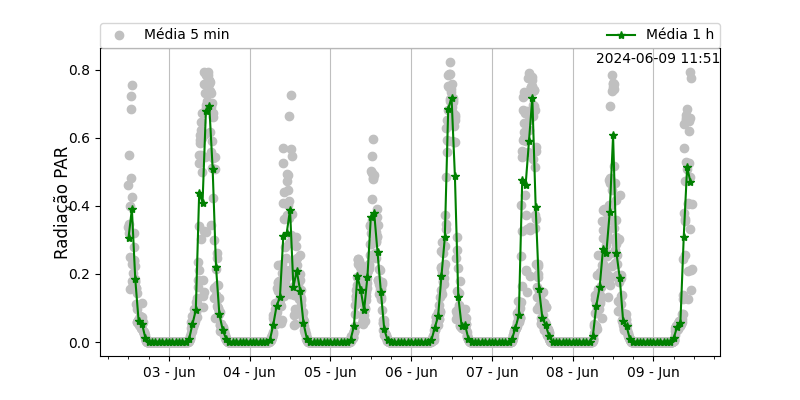 Média 5 min
Média 1 h
2024-06-09 11:51
Radiação PAR
0.8
0.6
0.4
0.2
0.0
03 - Jun
04 - Jun
05 - Jun
06 - Jun
07 - Jun
08 - Jun
09 - Jun